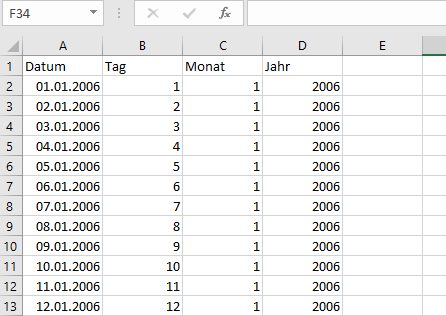 F34 fx
A B C D E
1 Datum Tag Monat Jahr
2 01.01.2006 1 1 2006
3 02.01.2006 2 1 2006
4 03.01.2006 3 1 2006
5 04.01.2006 4 1 2006
6 05.01.2006 5 1 2006
7 06.01.2006 6 1 2006
8 07.01.2006 7 1 2006
9 08.01.2006 8 1 2006
10 09.01.2006 9 1 2006
11 10.01.2006 10 1 2006
12 11.01.2006 11 1 2006
13 12.01.2006 12 1 2006